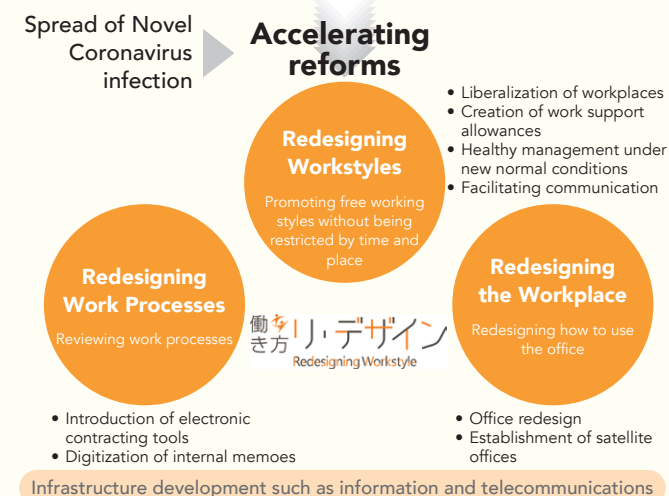 Spread of Novel
Coronavirus
infection
Accelerating
reforms
Redesigning
Workstyles
Promoting free working
styles without being
restricted by time and
place
• Liberalization of workplaces
• Creation of work support
allowances
• Healthy management under
new normal conditions
• Facilitating communication
Redesigning
Work Processes
Reviewing work processes
働き方 リ・デザイン
Redesigning Workstyle
Redesigning
the Workplace
Redesigning how to use
the office
• Introduction of electronic
contracting tools
• Digitization of internal memoes
• Office redesign
• Establishment of satellite
offices
Infrastructure development such as information and telecommunications